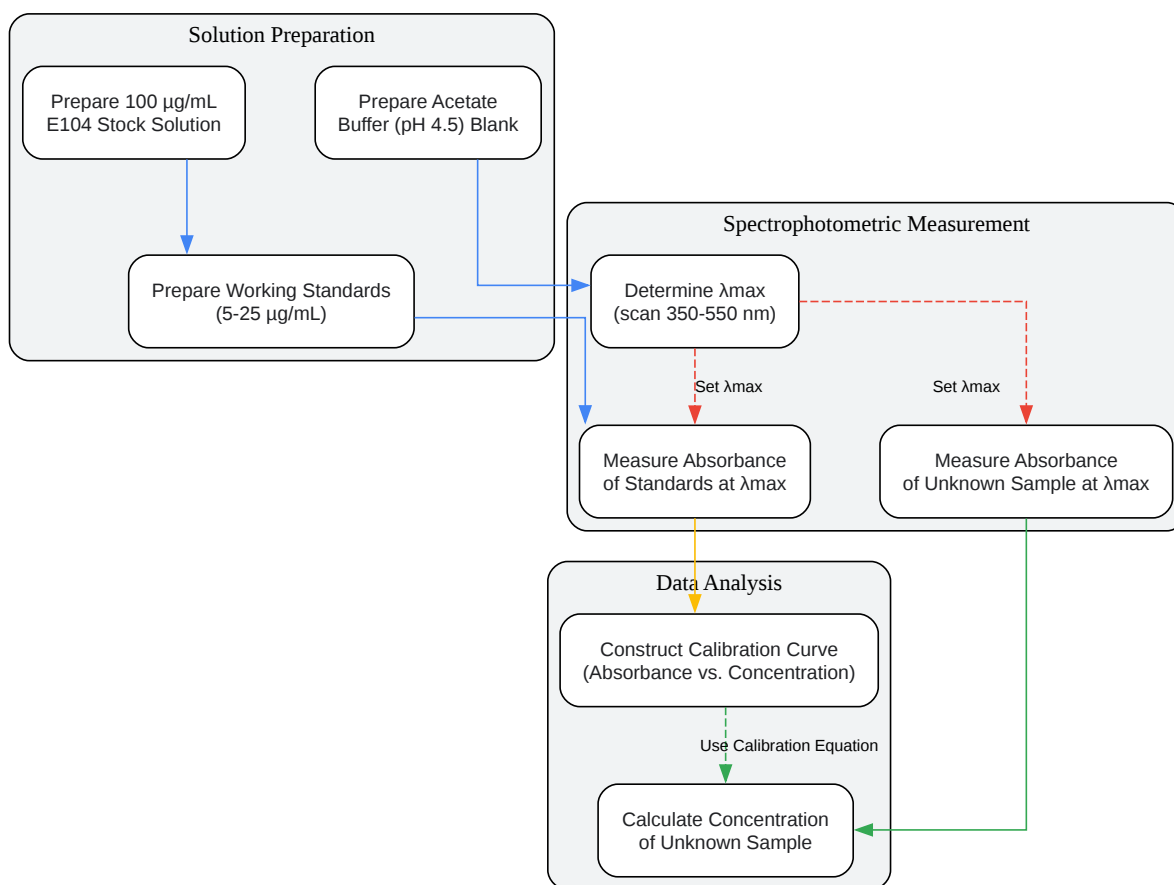 Solution Preparation
Prepare 100 µg/mL
E104 Stock Solution
Prepare Acetate
Buffer (pH 4.5) Blank
Prepare Working Standards
(5-25 µg/mL)
Spectrophotometric Measurement
Determine λmax
(scan 350-550 nm)
Set λmax
Set λmax
Measure Absorbance
of Standards at λmax
Measure Absorbance
of Unknown Sample at λmax
Data Analysis
Construct Calibration Curve
(Absorbance vs. Concentration)
Use Calibration Equation
Calculate Concentration
of Unknown Sample